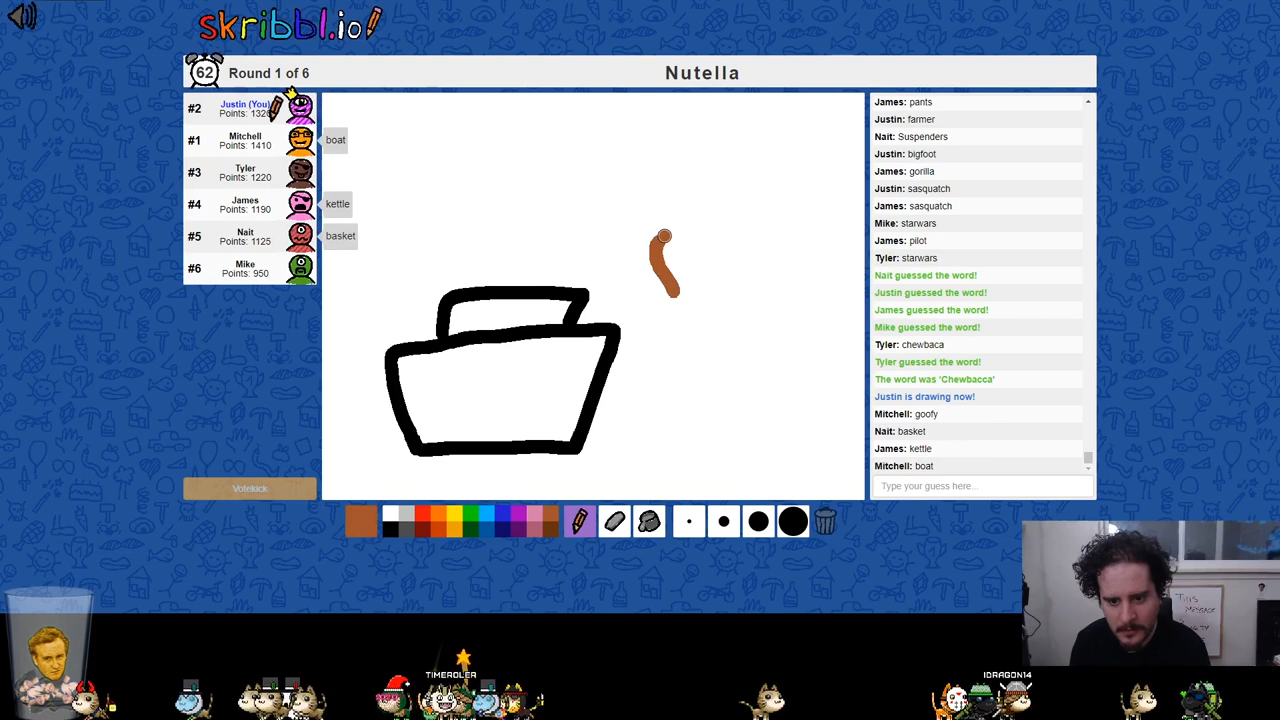 skribbl.io
62
Round 1 of 6
Nutella
#2
Justin (You)
Points: 1320
#1
Mitchell
Points: 1410
boat
#3
Tyler
Points: 1220
#4
James
Points: 1190
kettle
#5
Nait
Points: 1125
basket
#6
Mike
Points: 950
Votekick
James: pants
Justin: farmer
Nait: Suspenders
Justin: bigfoot
James: gorilla
Justin: sasquatch
James: sasquatch
Mike: starwars
James: pilot
Tyler: starwars
Nait guessed the word!
Justin guessed the word!
James guessed the word!
Mike guessed the word!
Tyler: chewbaca
Tyler guessed the word!
The word was 'Chewbacca'
Justin is drawing now!
Mitchell: goofy
Nait: basket
James: kettle
Mitchell: boat
Type your guess here...
THIS
MESSAGE
TIMEROLER
IDRAGON14